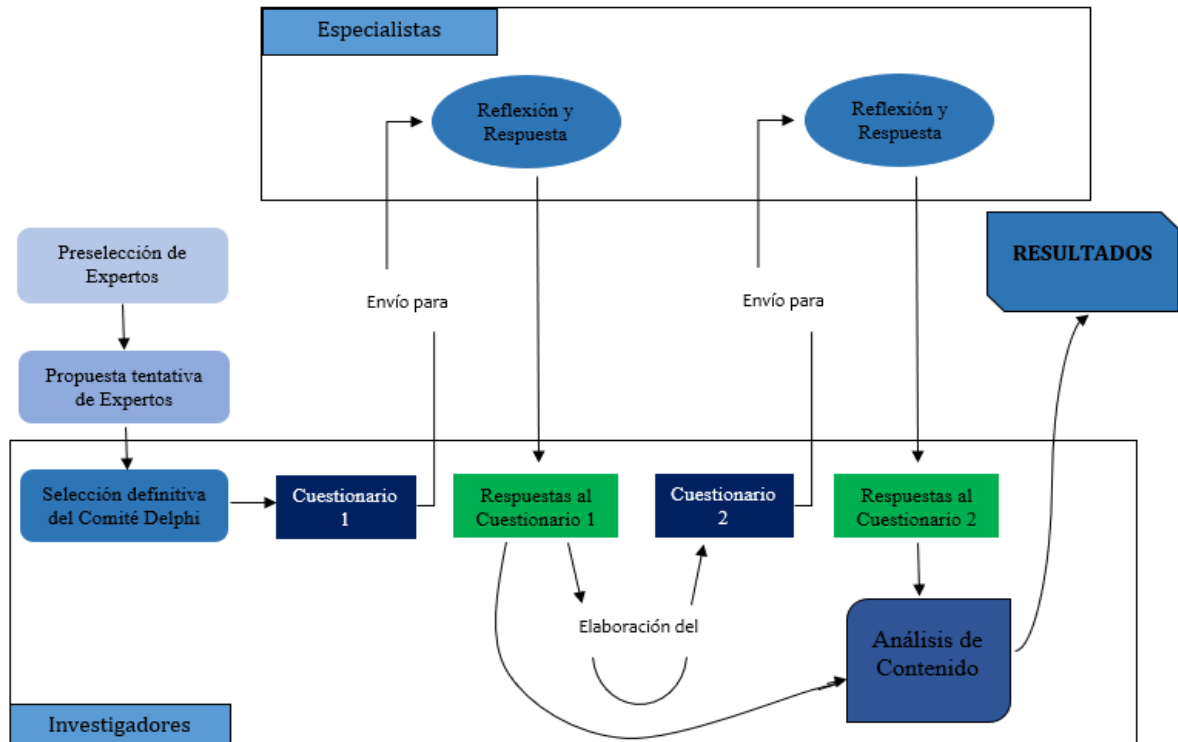 Especialistas
Reflexión y
Respuesta
Reflexión y
Respuesta
Preselección de
Expertos
RESULTADOS
Envío para
Envío para
Propuesta tentativa
de Expertos
Selección definitiva
del Comité Delphi
Cuestionario
1
Respuestas al
Cuestionario 1
Cuestionario
2
Respuestas al
Cuestionario 2
Elaboración del
Análisis de
Contenido
Investigadores